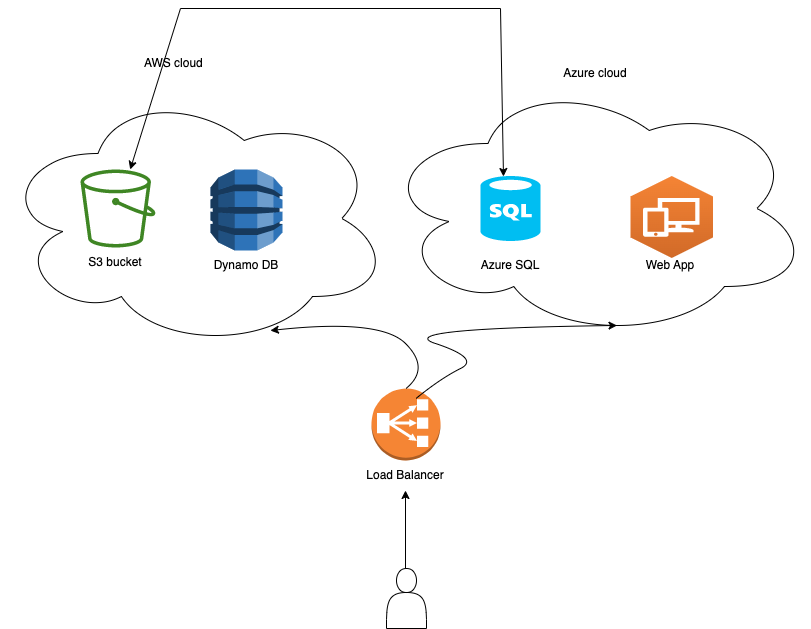 AWS cloud
Azure cloud
SQL
S3 bucket
Dynamo DB
Azure SQL
Web App
Load Balancer